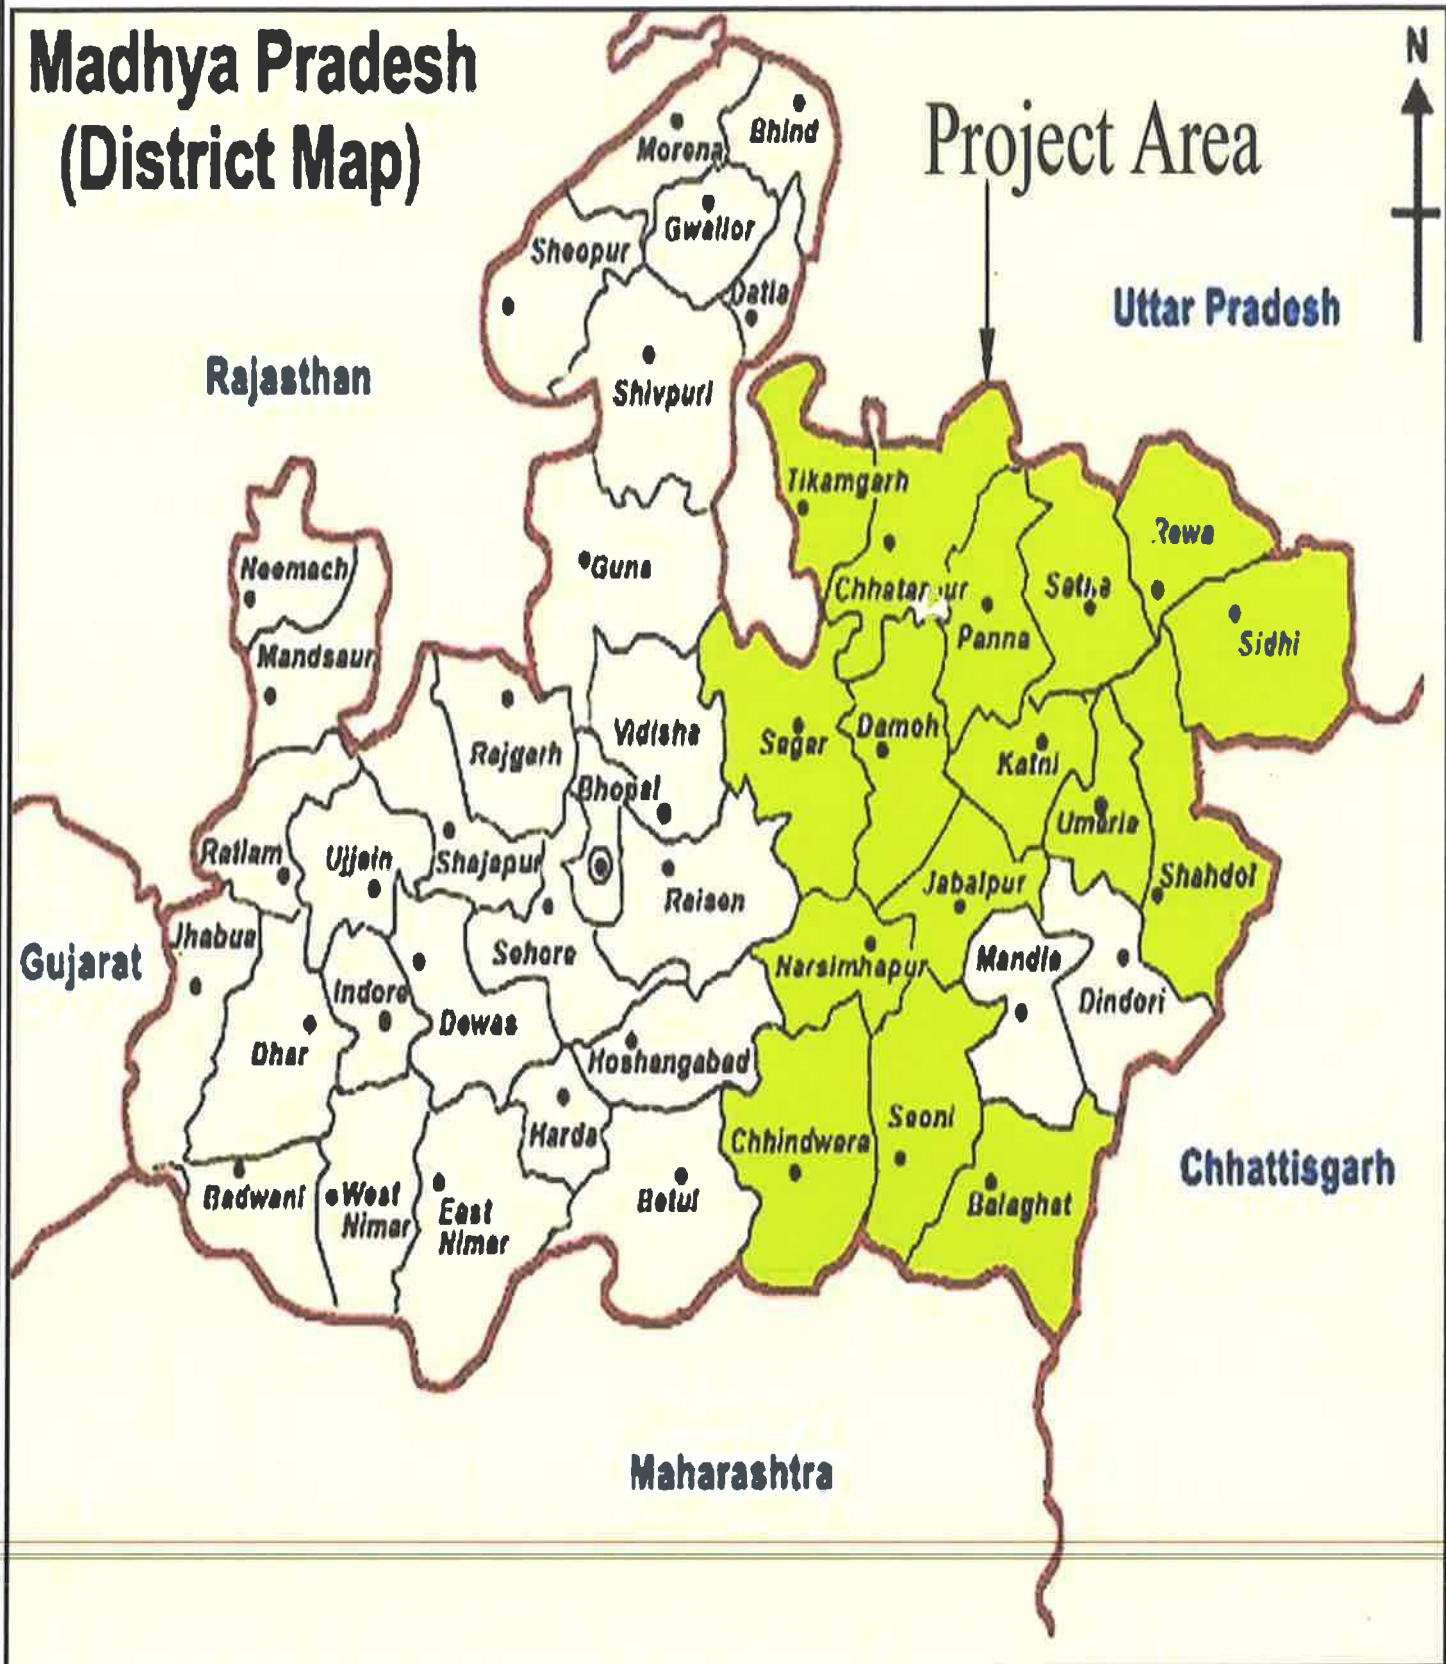 Madhya Pradesh
(District Map)
N
Project Area
Bhind
Morena
Gwalior
Sheopur
Datia
Uttar Pradesh
Rajasthan
Shivpuri
Tikamgarh
Rewa
Guna
Neemach
Chhatarpur
Satna
Panna
Sidhi
Mandsaur
Vidisha
Sagar
Damoh
Rajgarh
Katni
Bhopal
Umaria
Ratlam
Ujjain
Shajapur
Jabalpur
Shahdol
Raisen
Jhabua
Gujarat
Sehore
Narsimhapur
Mandla
Indore
Dindori
Dewas
Dhar
Hoshangabad
Seoni
Harda
Chhindwara
Chhattisgarh
Badwani
West
Nimar
East
Nimar
Betul
Balaghat
Maharashtra